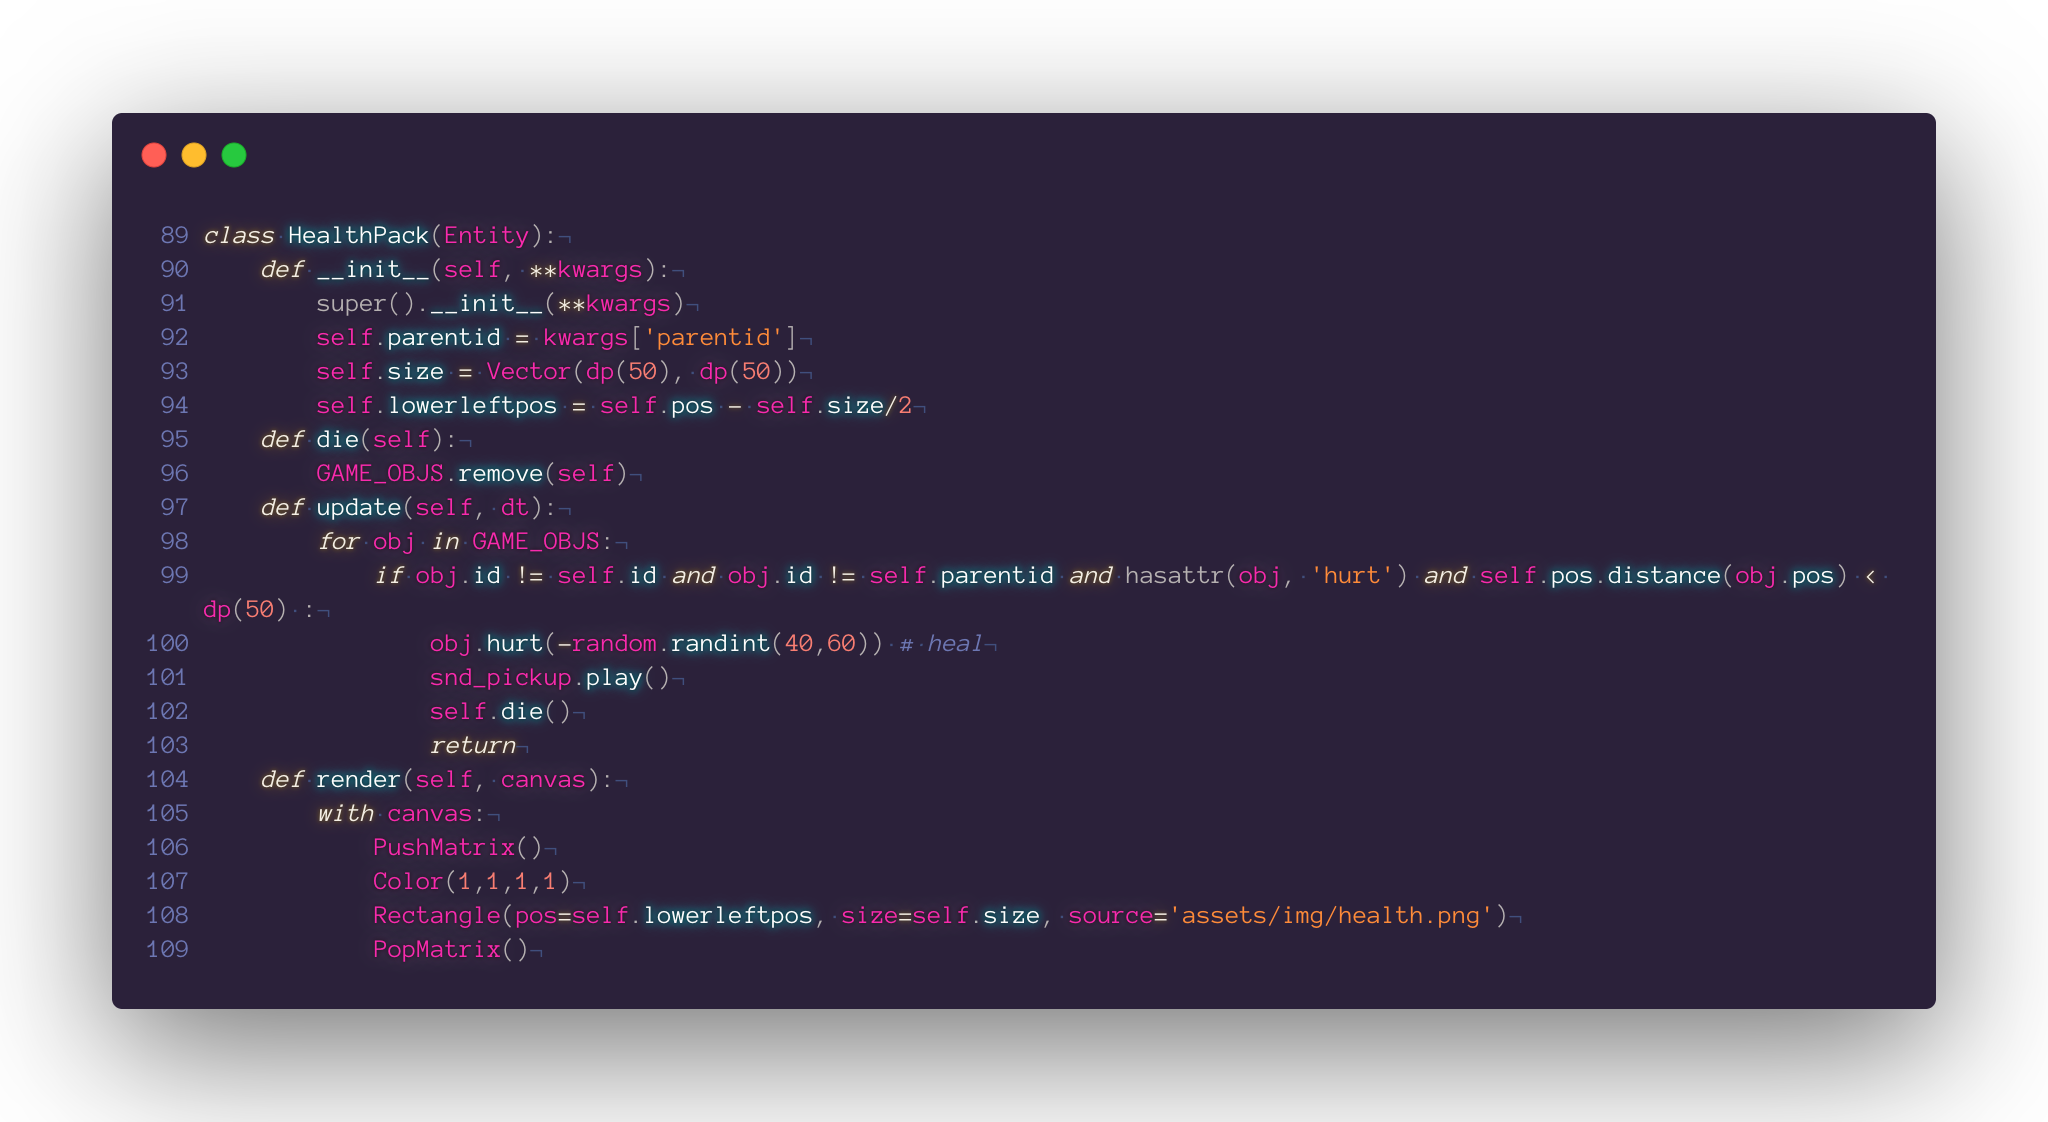 89 class HealthPack(Entity):¬
90     def __init__(self, **kwargs):¬
91         super().__init__(**kwargs)¬
92         self.parentid = kwargs['parentid']¬
93         self.size = Vector(dp(50), dp(50))¬
94         self.lowerleftpos = self.pos - self.size/2¬
95     def die(self):¬
96         GAME_OBJS.remove(self)¬
97     def update(self, dt):¬
98         for obj in GAME_OBJS:¬
99             if obj.id != self.id and obj.id != self.parentid and hasattr(obj, 'hurt') and self.pos.distance(obj.pos) <
dp(50) :¬
100                 obj.hurt(-random.randint(40,60)) # heal¬
101                 snd_pickup.play()¬
102                 self.die()¬
103                 return¬
104     def render(self, canvas):¬
105         with canvas:¬
106             PushMatrix()¬
107             Color(1,1,1,1)¬
108             Rectangle(pos=self.lowerleftpos, size=self.size, source='assets/img/health.png')¬
109             PopMatrix()¬